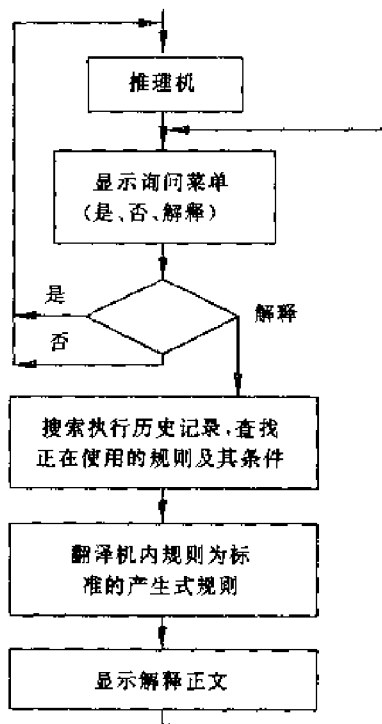 推理机
显示询问菜单
(是、否、解释)
是
解释
否
搜索执行历史记录,查找
正在使用的规则及其条件
翻译机内规则为标
准的产生式规则
显示解释正文